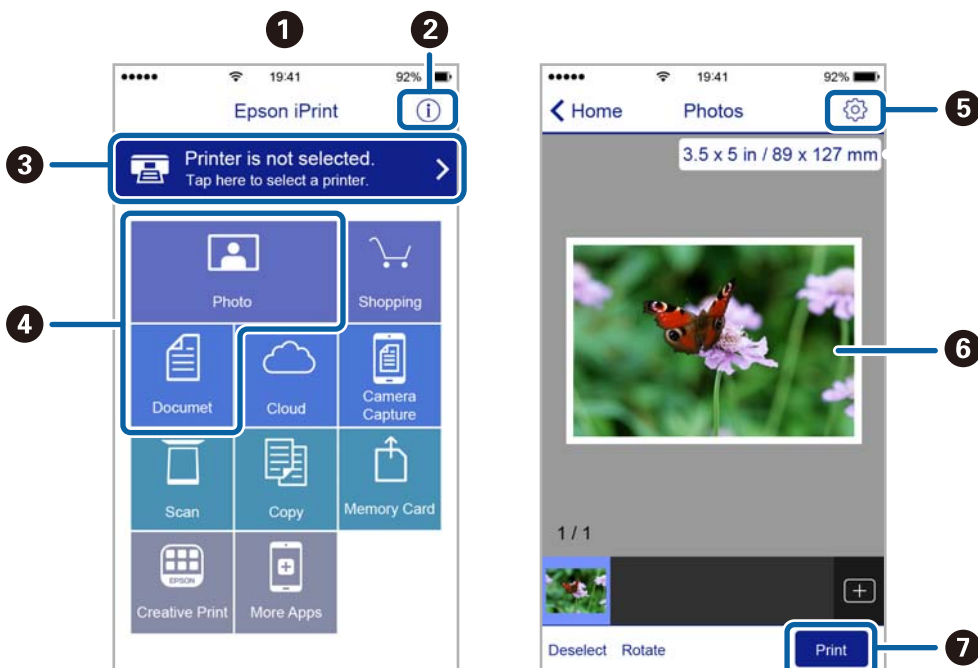 1
2
19:41
92%
Epson iPrint
3
Printer is not selected.
Tap here to select a printer.
4
Photo
Shopping
Documet
Cloud
Camera
Capture
Scan
Copy
Memory Card
EPSON
Creative Print
More Apps
19:41
92%
Home
Photos
5
3.5 x 5 in / 89 x 127 mm
6
1 / 1
Deselect
Rotate
Print
7